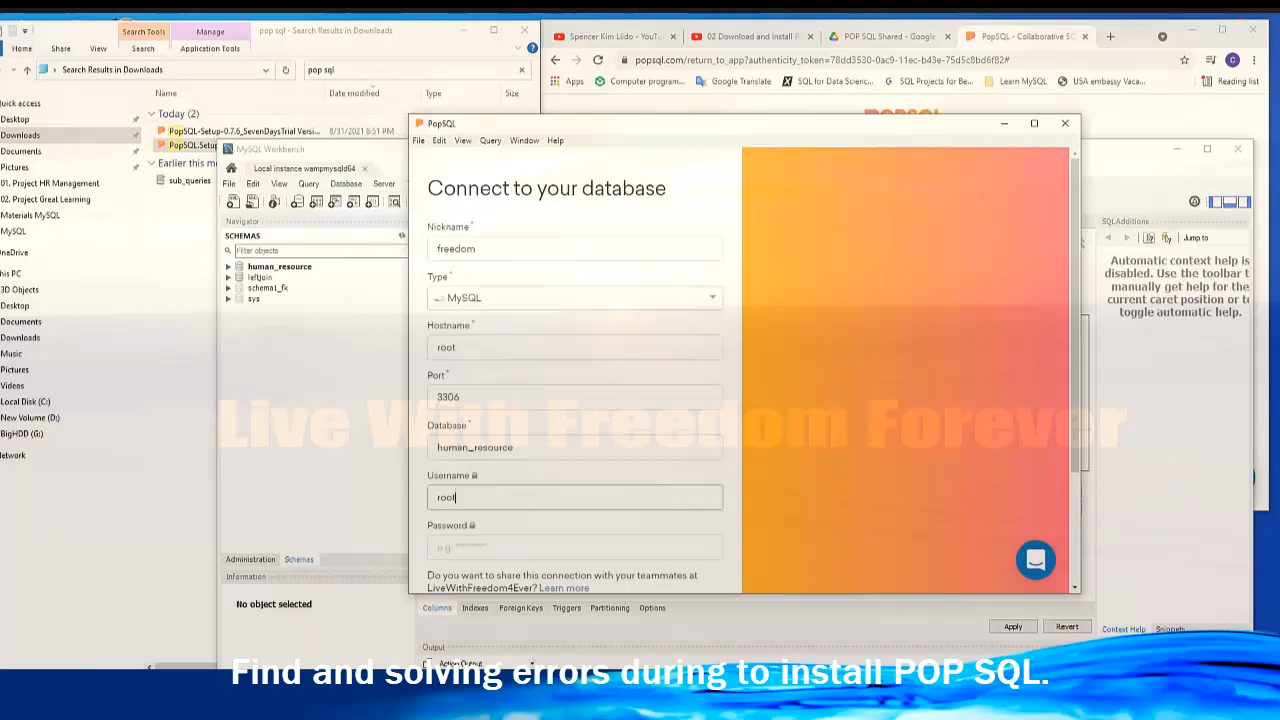 Search Tools
Manage
pop sql - Search Results in Downloads
Home
Share
View
Search
Application Tools
Search Results in Downloads
pop sql
Name
Date modified
Type
Size
Today (2)
PopSQL-Setup-0.7.6_SevenDaysTrial Versi...
8/31/2021 8:51 PM
PopSQL.Setup
Earlier this mo
sub_queries
Quick access
Desktop
Downloads
Documents
Pictures
01. Project HR Management
02. Project Great Learning
Materials MySQL
MySQL
OneDrive
This PC
3D Objects
Desktop
Documents
Downloads
Music
Pictures
Videos
Local Disk (C:)
New Volume (D:)
BigHDD (G:)
Network
Spencer Kim Llido - YouTu
02 Download and Install P
POP SQL Shared - Google
PopSQL - Collaborative SC
popsql.com/return_to_app?authenticity_token=78dd3530-0ac9-11ec-b43e-75d5c8bd6f82#
Apps
Computer program...
Google Translate
SQL for Data Scienc...
SQL Projects for Be...
Learn MySQL
USA embassy Vaca...
Reading list
MySQL Workbench
Local instance wampmysqld64
File
Edit
View
Query
Database
Server
Navigator
SCHEMAS
Filter objects
human_resource
leftjoin
schema1_fk
sys
Administration
Schemas
Information
No object selected
PopSQL
File
Edit
View
Query
Window
Help
Connect to your database
Nickname *
freedom
Type *
MySQL
Hostname *
root
Port *
3306
Database *
human_resource
Username
root
Password
e.g. **********
Do you want to share this connection with your teammates at
LiveWithFreedom4Ever? Learn more
SQLAdditions
Jump to
Automatic context help is
disabled. Use the toolbar t
manually get help for the
current caret position or to
toggle automatic help.
Columns
Indexes
Foreign Keys
Triggers
Partitioning
Options
Apply
Revert
Context Help
Snippets
Output
Action Output
Live With Freedom Forever
Find and solving errors during to install POP SQL.